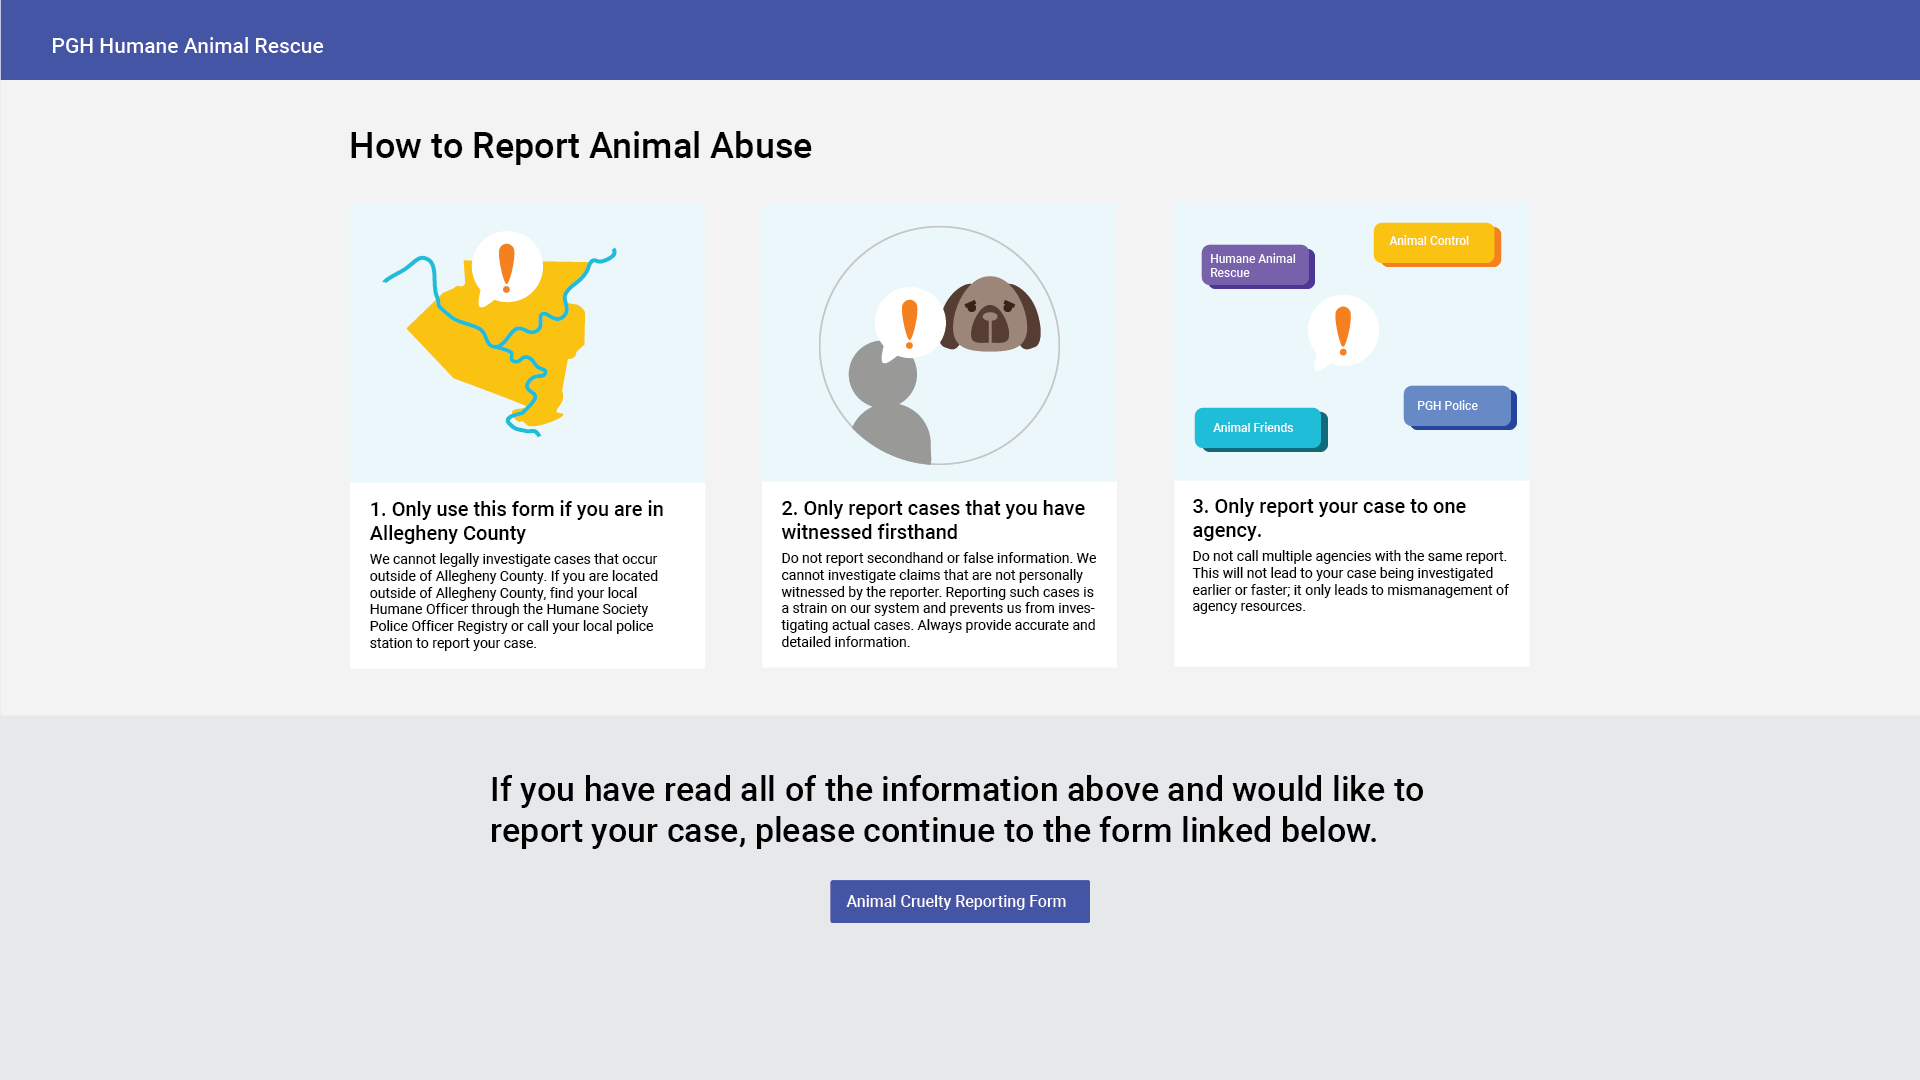 PGH Humane Animal Rescue
How to Report Animal Abuse
Humane Animal
Rescue
Animal Control
Animal Friends
PGH Police
1. Only use this form if you are in
Allegheny County
We cannot legally investigate cases that occur
outside of Allegheny County. If you are located
outside of Allegheny County, find your local
Humane Officer through the Humane Society
Police Officer Registry or call your local police
station to report your case.
2. Only report cases that you have
witnessed firsthand
Do not report secondhand or false information. We
cannot investigate claims that are not personally
witnessed by the reporter. Reporting such cases is
a strain on our system and prevents us from inves-
tigating actual cases. Always provide accurate and
detailed information.
3. Only report your case to one
agency.
Do not call multiple agencies with the same report.
This will not lead to your case being investigated
earlier or faster; it only leads to mismanagement of
agency resources.
If you have read all of the information above and would like to
report your case, please continue to the form linked below.
Animal Cruelty Reporting Form